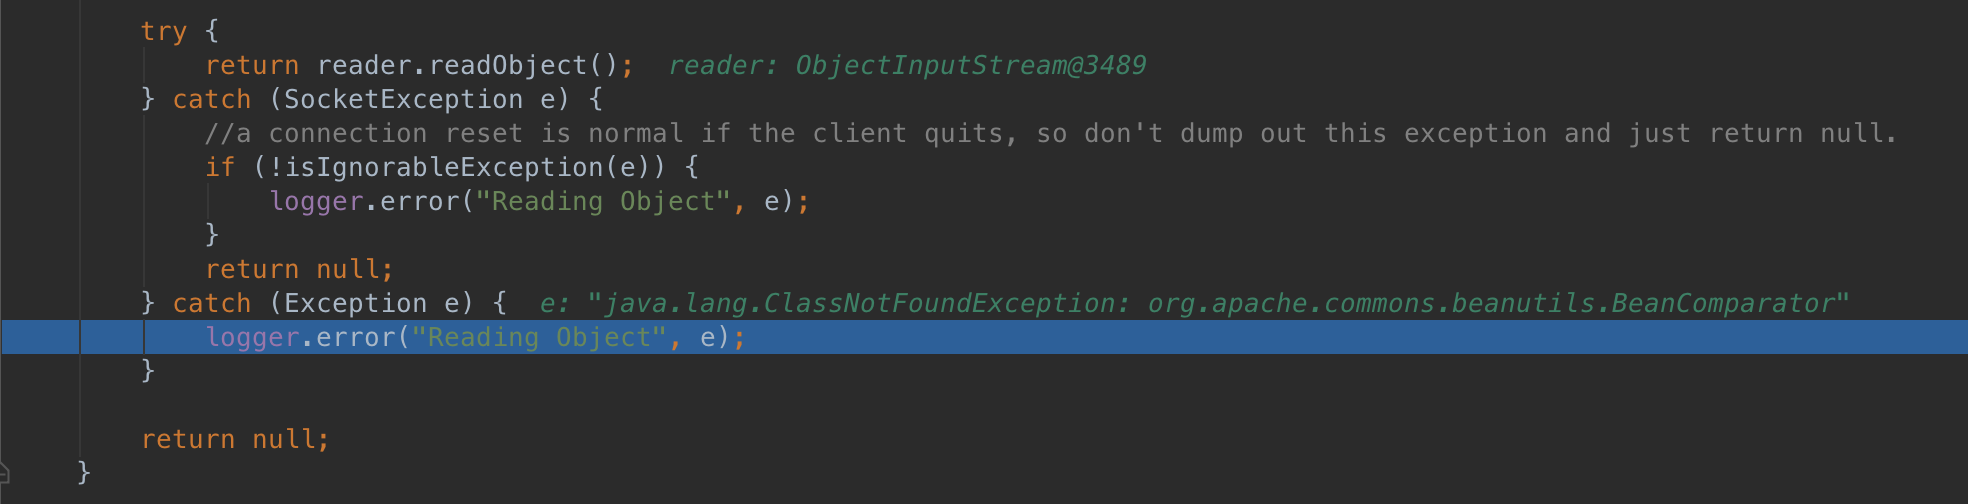 try {
return reader.readObject();  reader: ObjectInputStream@3489
} catch (SocketException e) {
//a connection reset is normal if the client quits, so don't dump out this exception and just return null.
if (!isIgnorableException(e)) {
logger.error("Reading Object", e);
}
return null;
} catch (Exception e) {  e: "java.lang.ClassNotFoundException: org.apache.commons.beanutils.BeanComparator"
logger.error("Reading Object", e);
}
return null;
}